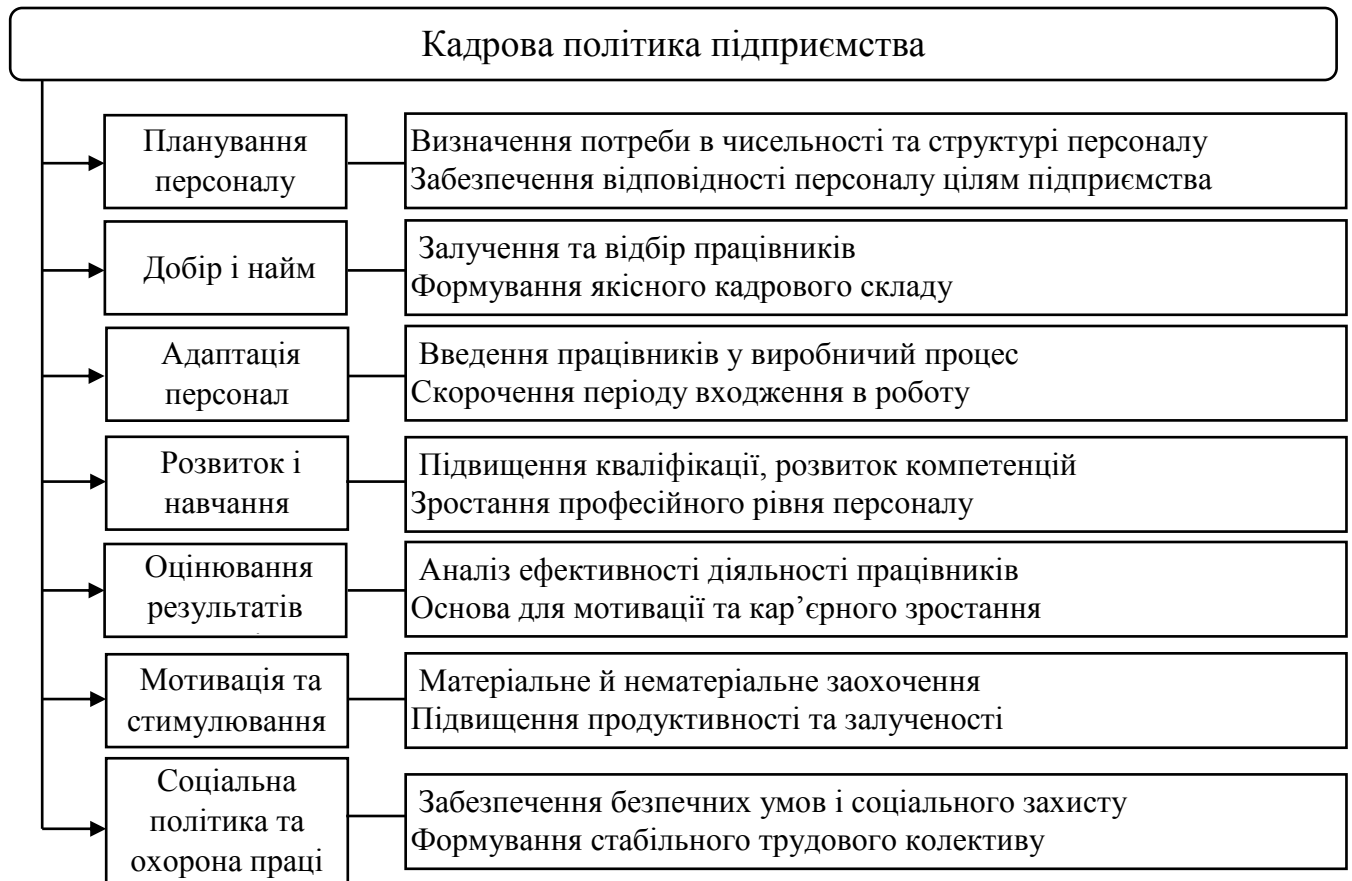 Кадрова політика підприємства
Планування
персоналу
Визначення потреби в чисельності та структурі персоналу
Забезпечення відповідності персоналу цілям підприємства
Добір і найм
Залучення та відбір працівників
Формування якісного кадрового складу
Адаптація
персонал
Введення працівників у виробничий процес
Скорочення періоду входження в роботу
Розвиток і
навчання
Підвищення кваліфікації, розвиток компетенцій
Зростання професійного рівня персоналу
Оцінювання
результатів
Аналіз ефективності діяльності працівників
Основа для мотивації та кар’єрного зростання
Мотивація та
стимулювання
Матеріальне й нематеріальне заохочення
Підвищення продуктивності та залученості
Соціальна
політика та
охорона праці
Забезпечення безпечних умов і соціального захисту
Формування стабільного трудового колективу